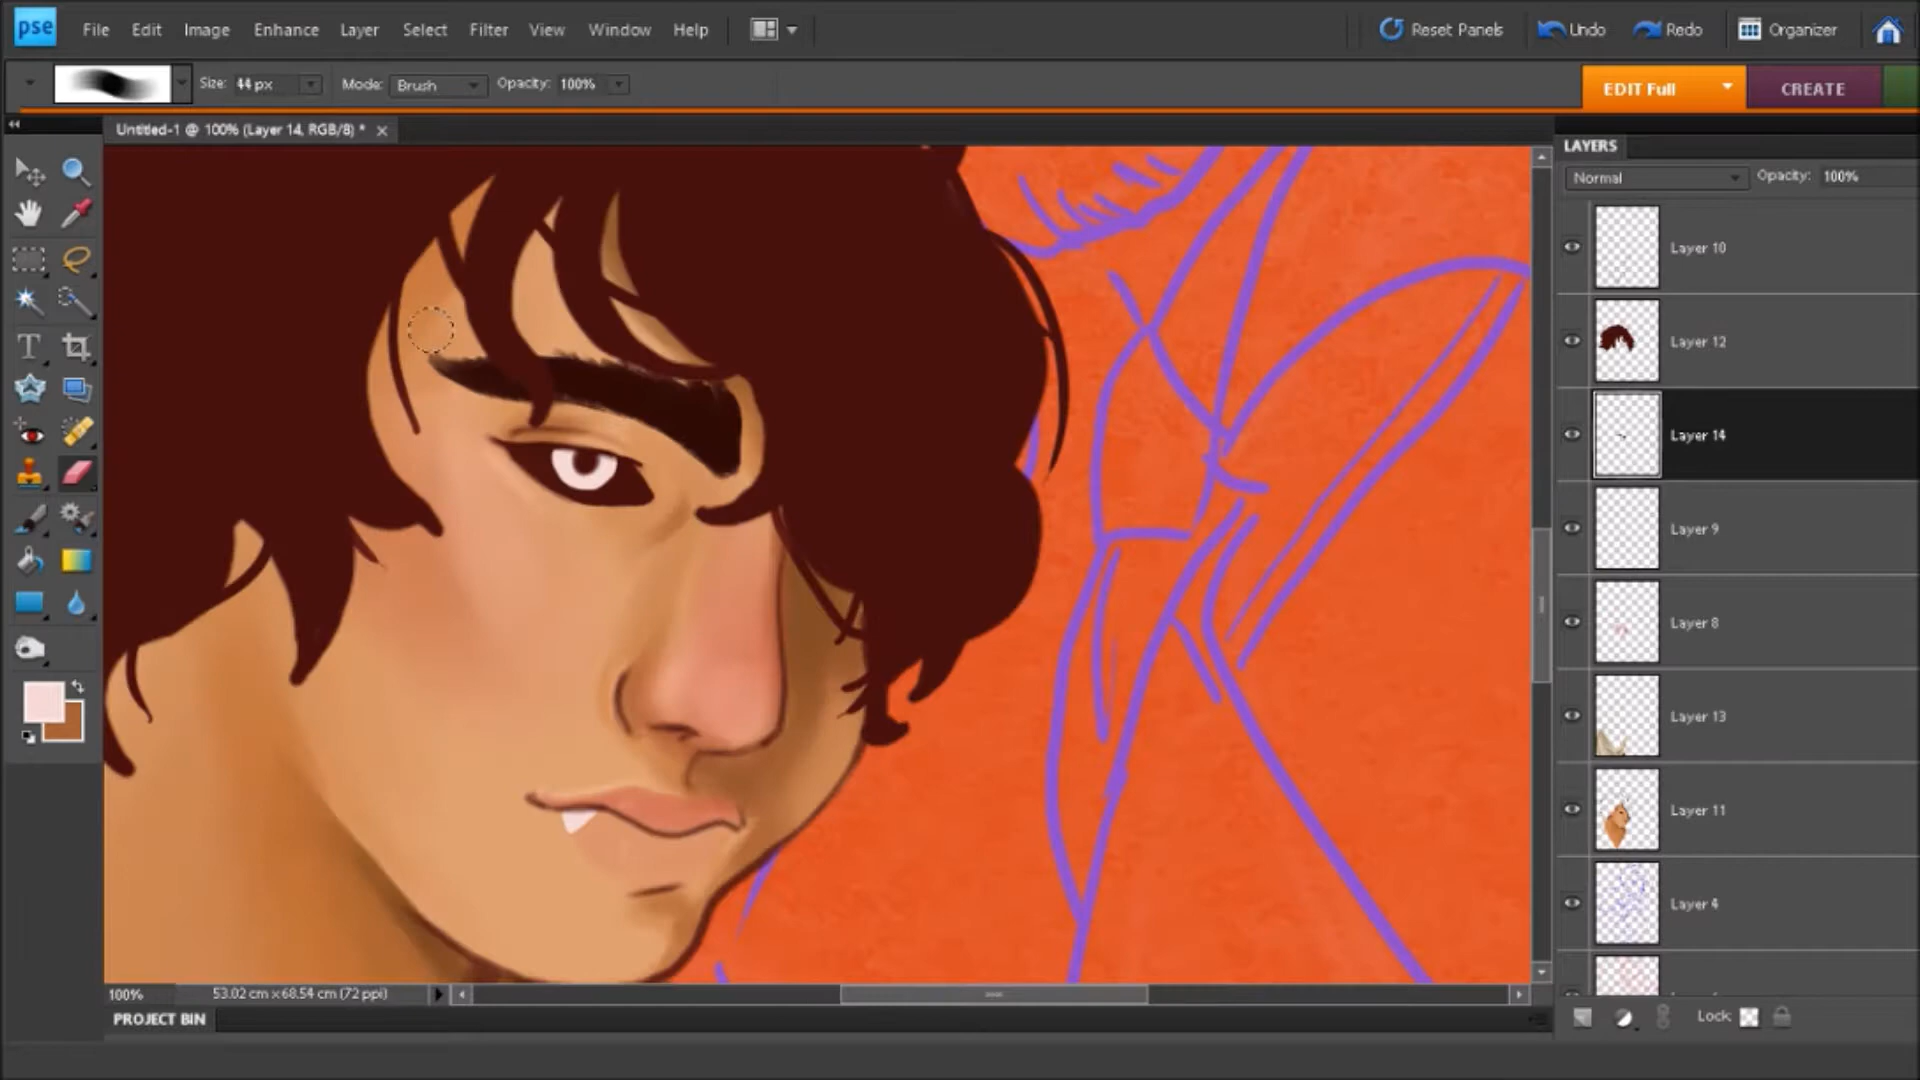 pse File Edit Image Enhance Layer Select Filter View Window Help Reset Panels Undo Redo Organizer
Size: 44 px Mode: Brush Opacity: 100% EDIT Full CREATE
Untitled-1 @ 100% (Layer 14, RGB/8) *
LAYERS
Normal Opacity: 100%
Layer 10
Layer 12
Layer 14
Layer 9
Layer 8
Layer 13
Layer 11
Layer 4
100% 53.02 cm x 68.54 cm (72 ppi)
Lock:
PROJECT BIN